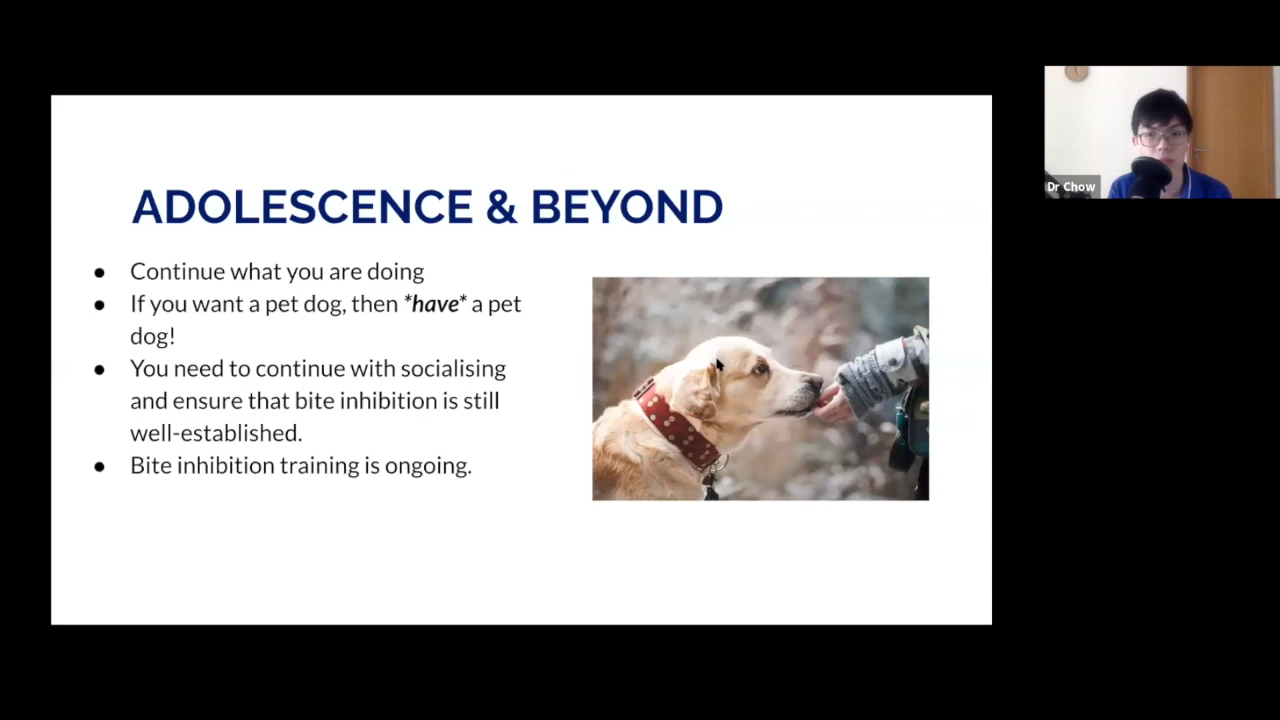 ADOLESCENCE & BEYOND
● Continue what you are doing
● If you want a pet dog, then *have* a pet
dog!
● You need to continue with socialising
and ensure that bite inhibition is still
well-established.
● Bite inhibition training is ongoing.
Dr Chow